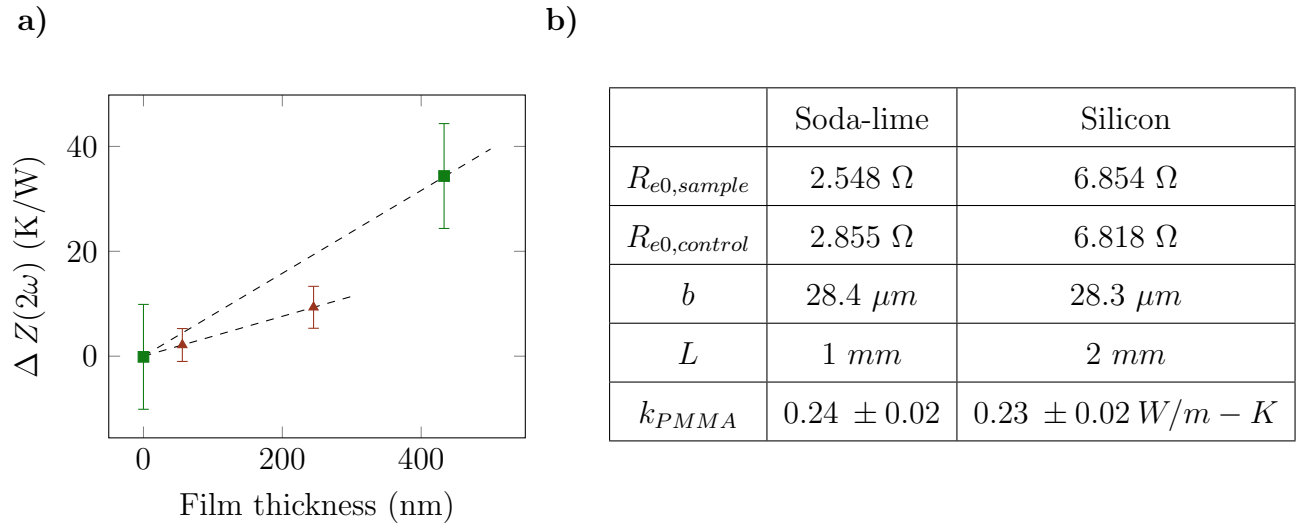 a)
b)
Δ Z(2ω) (K/W)
40
20
0
0 200 400
Film thickness (nm)
Soda-lime Silicon
R_{e0,sample} 2.548 Ω 6.854 Ω
R_{e0,control} 2.855 Ω 6.818 Ω
b 28.4 μm 28.3 μm
L 1 mm 2 mm
k_{PMMA} 0.24 ±0.02 0.23 ±0.02 W/m − K